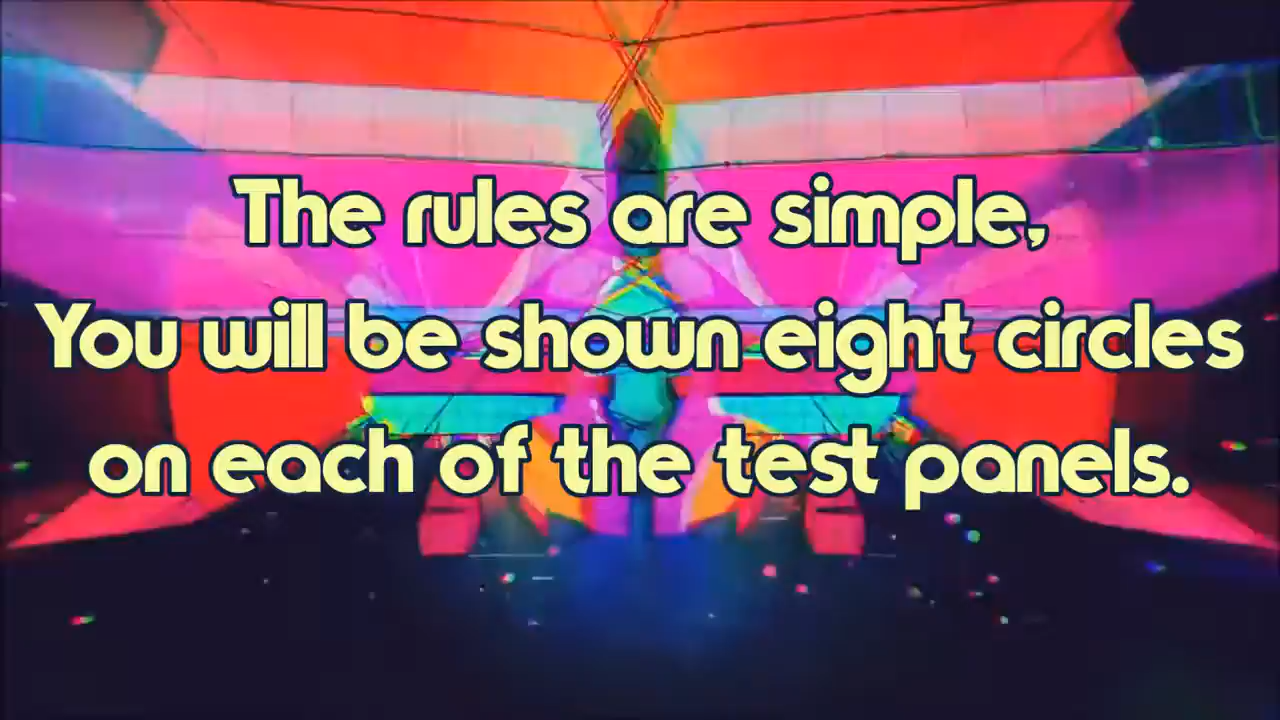 The rules are simple,
You will be shown eight circles
on each of the test panels.